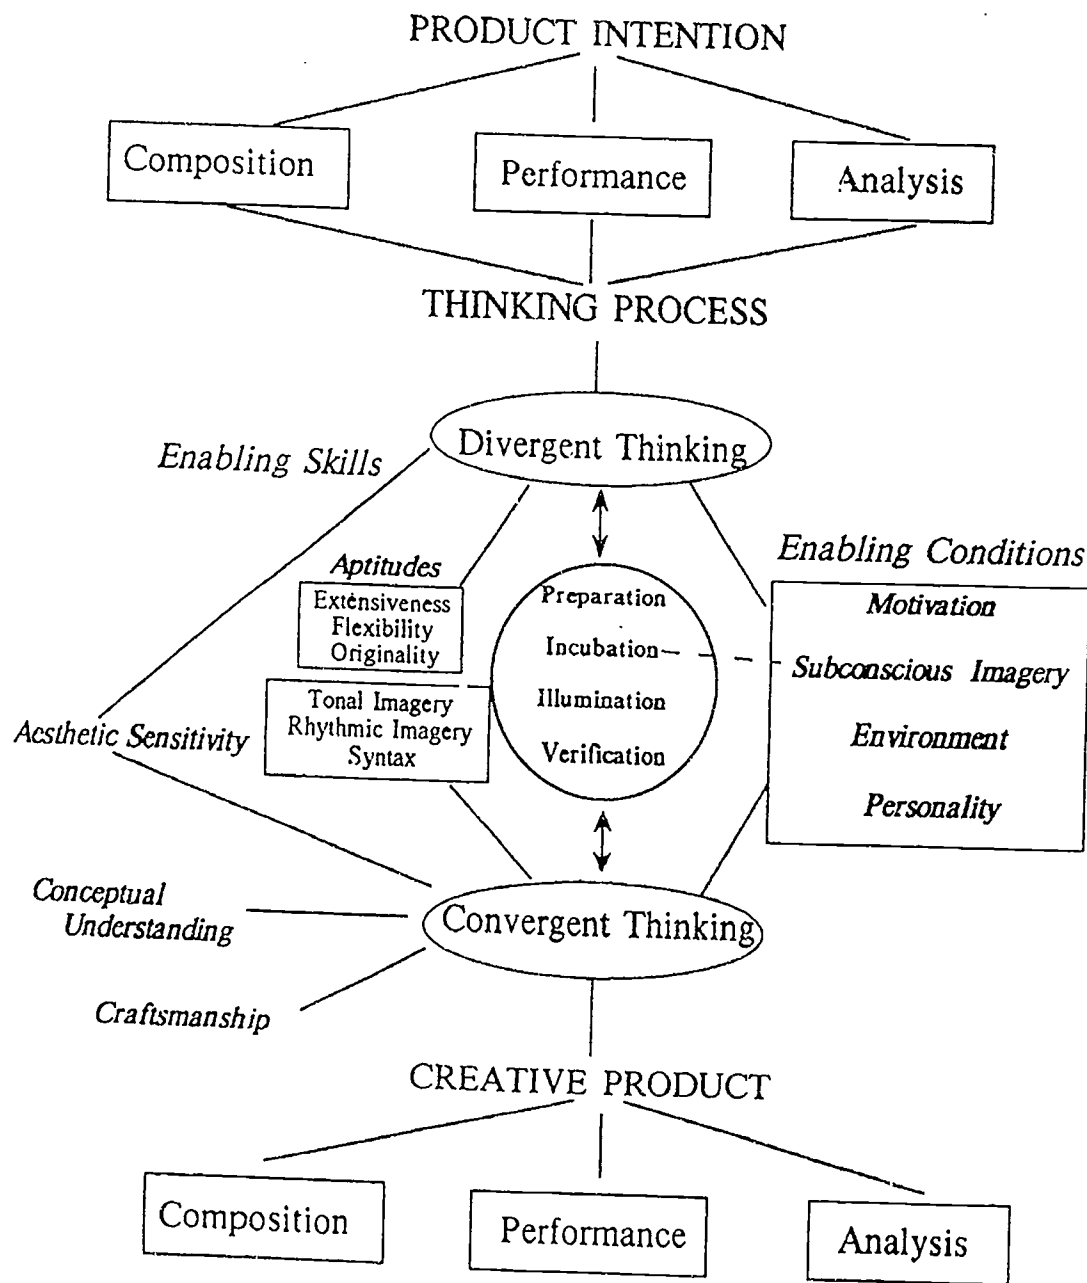 PRODUCT INTENTION
Composition
Performance
Analysis
THINKING PROCESS
Divergent Thinking
Enabling Skills
Aptitudes
Extensiveness
Flexibility
Originality
Tonal Imagery
Rhythmic Imagery
Syntax
Aesthetic Sensitivity
Preparation
Incubation
Illumination
Verification
Enabling Conditions
Motivation
Subconscious Imagery
Environment
Personality
Conceptual
Understanding
Craftsmanship
Convergent Thinking
CREATIVE PRODUCT
Composition
Performance
Analysis